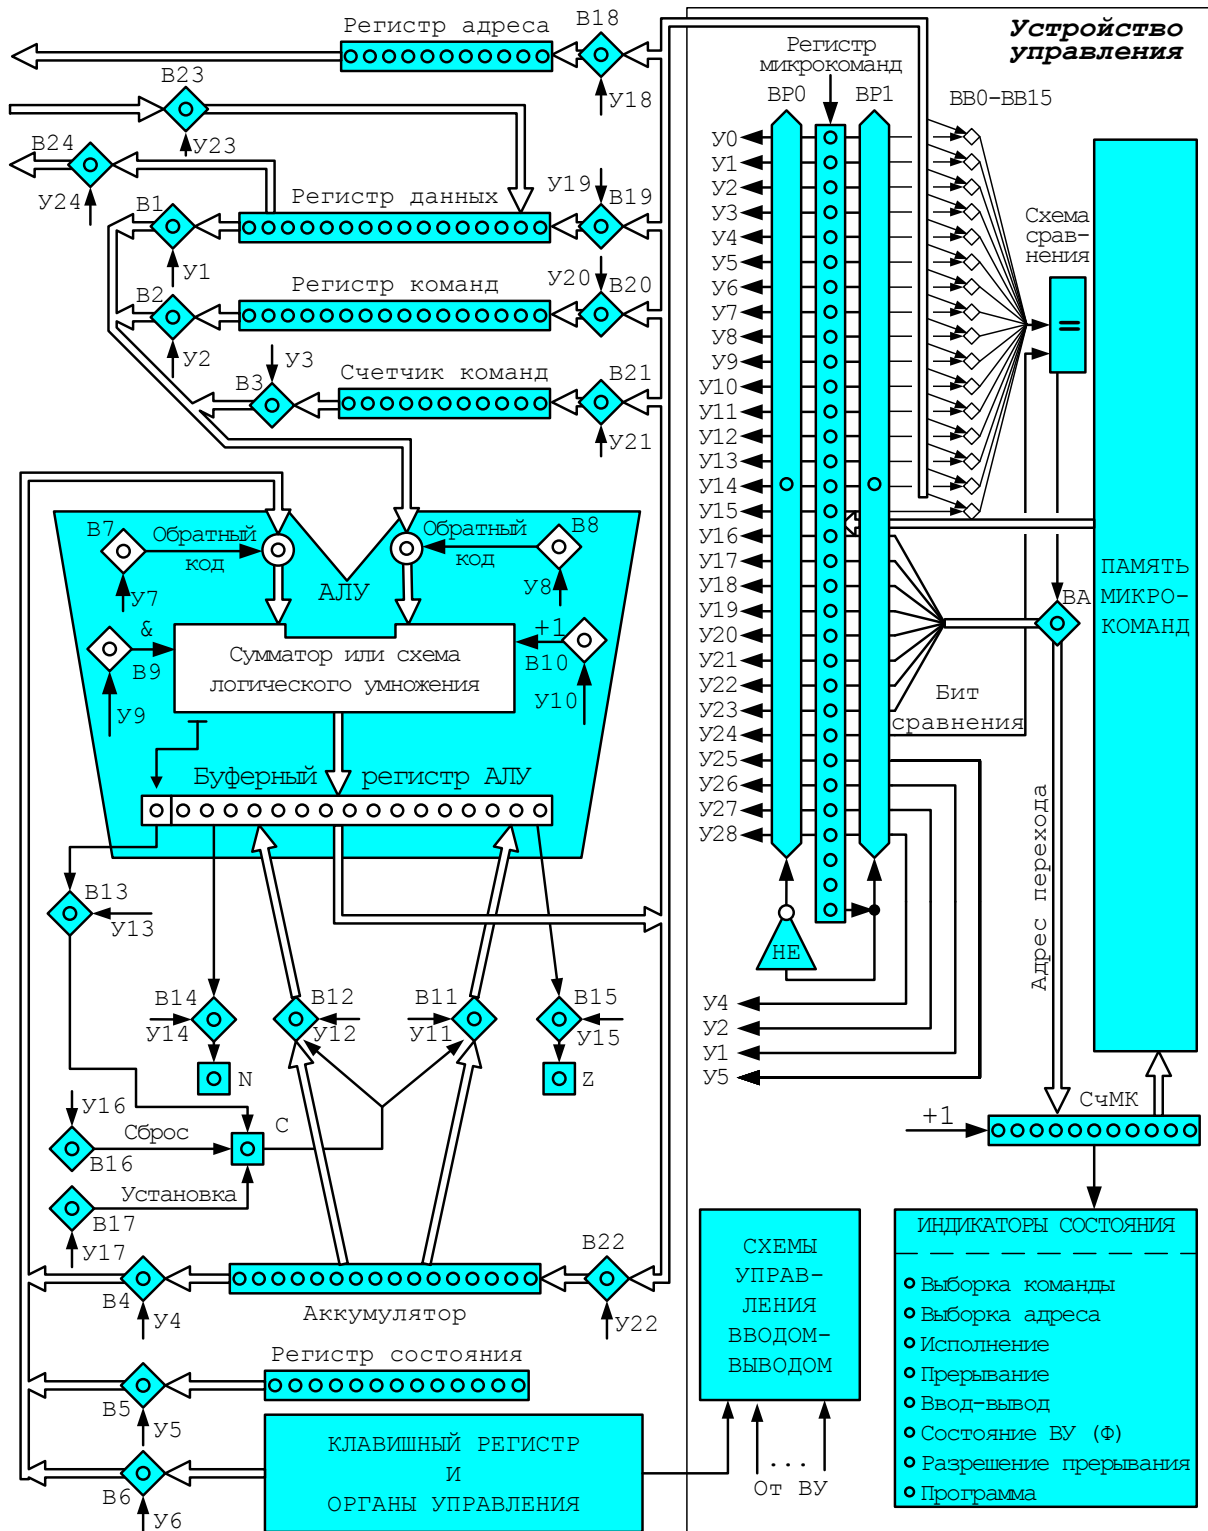 Регистр адреса
В18
У18
В23
У23
В24
У24
Регистр данных
У19
В19
В1
У1
Регистр команд
У20
В20
В2
У2
У3
Счетчик команд
В3
В21
У21
В7
Обратный
код
У7
Обратный
код
В8
У8
АЛУ
&
В9
У9
Сумматор или схема
логического умножения
+1
В10
У10
Буферный регистр АЛУ
В13
У13
В14
У14
N
В12
У12
В11
У11
В15
У15
Z
У16
Сброс
В16
С
Установка
В17
У17
В22
У22
Аккумулятор
В4
У4
Регистр состояния
В5
У5
КЛАВИШНЫЙ РЕГИСТР
И
ОРГАНЫ УПРАВЛЕНИЯ
В6
У6
Устройство
управления
Регистр
микрокоманд
ВР0
ВР1
ВВ0-ВВ15
У0
У1
У2
У3
У4
У5
У6
У7
У8
У9
У10
У11
У12
У13
У14
У15
У16
У17
У18
У19
У20
У21
У22
У23
У24
У25
У26
У27
У28
Схема
срав-
нения
=
ПАМЯТЬ
МИКРО-
КОМАНД
ВА
Бит
сравнения
Адрес перехода
НЕ
У4
У2
У1
У5
СчМК
+1
СХЕМЫ
УПРАВ-
ЛЕНИЯ
ВВОДОМ-
ВЫВОДОМ
...
От ВУ
ИНДИКАТОРЫ СОСТОЯНИЯ
Выборка команды
Выборка адреса
Исполнение
Прерывание
Ввод-вывод
Состояние ВУ (Ф)
Разрешение прерывания
Программа